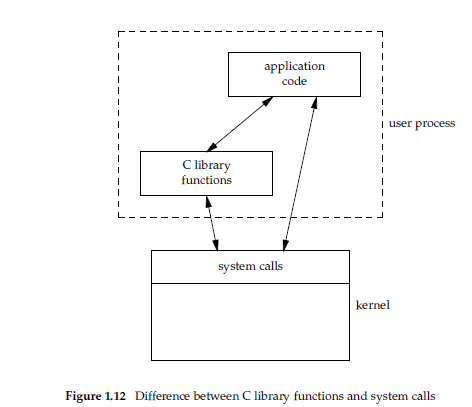 application
code
user process
C library
functions
system calls
kernel
Figure 1.12 Difference between C library functions and system calls